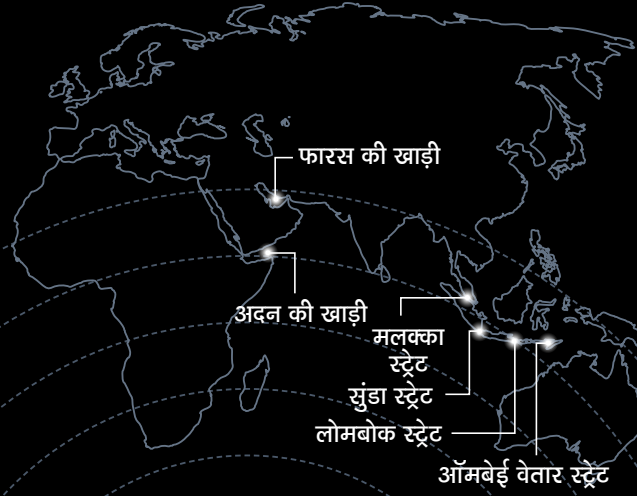 फारस की खाड़ी
अदन की खाड़ी
मलक्का
स्ट्रेट
सुंडा स्ट्रेट
लोमबोक स्ट्रेट
ऑमबेई वेतार स्ट्रेट